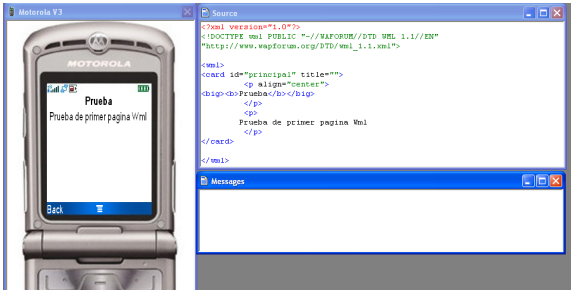 Motorola V3
MOTOROLA
Prueba
Prueba de primer pagina Wml
Back
Source
<?xml version="1.0"?>
<!DOCTYPE wml PUBLIC "-//WAFORUM//DTD WML 1.1//EN"
"http://www.wapforum.org/DTD/wml_1.1.xml">
<wml>
<card id="principal" title="">
<p align="center">
<big><b>Prueba</b></big>
</p>
<p>
Prueba de primer pagina Wml
</p>
</card>
</wml>
Messages